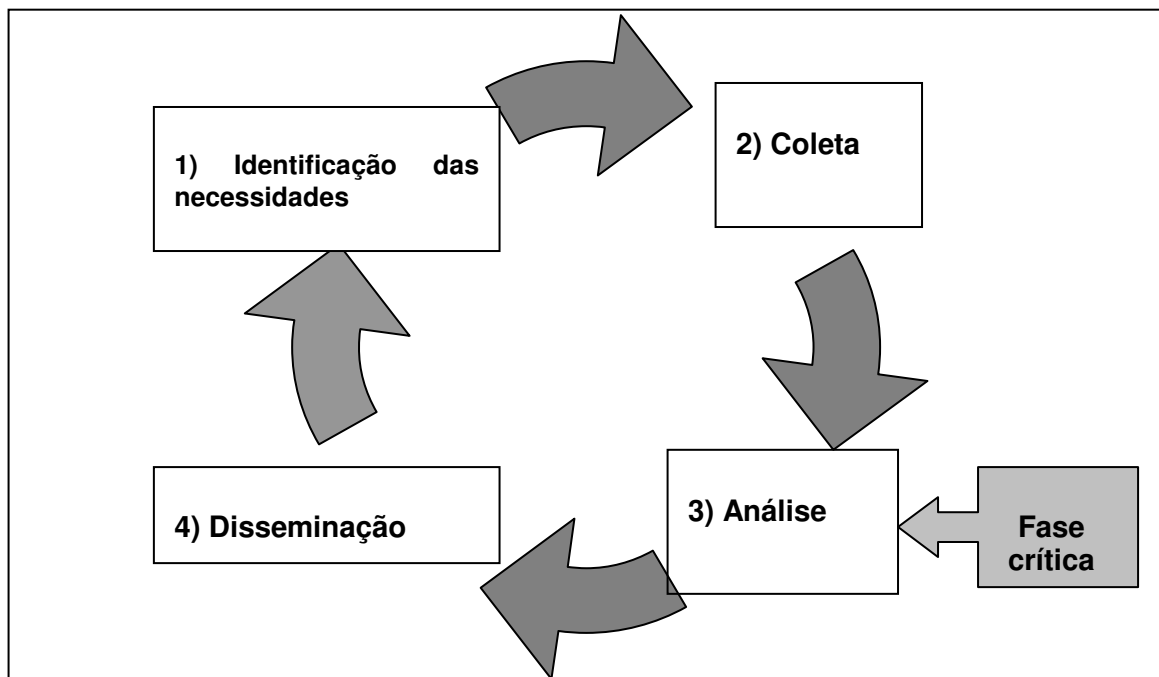 1) Identificação das
necessidades
2) Coleta
3) Análise
Fase
crítica
4) Disseminação